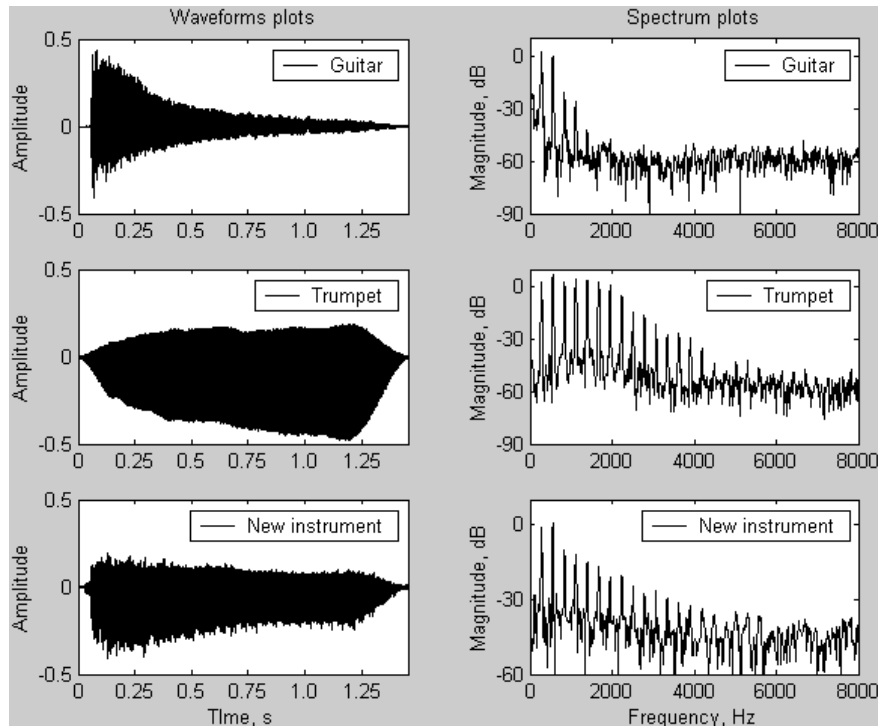 Waveforms plots
Spectrum plots
0.5
0
-0.5
Amplitude
Guitar
0 0.25 0.5 0.75 1 1.25
0
-30
-60
-90
Magnitude, dB
Guitar
0 2000 4000 6000 8000
0.5
0
-0.5
Amplitude
Trumpet
0 0.25 0.5 0.75 1 1.25
0
-30
-60
-90
Magnitude, dB
Trumpet
0 2000 4000 6000 8000
0.5
0
-0.5
Amplitude
New instrument
0 0.25 0.5 0.75 1 1.25
TIme, s
0
-30
-60
Magnitude, dB
New instrument
0 2000 4000 6000 8000
Frequency, Hz